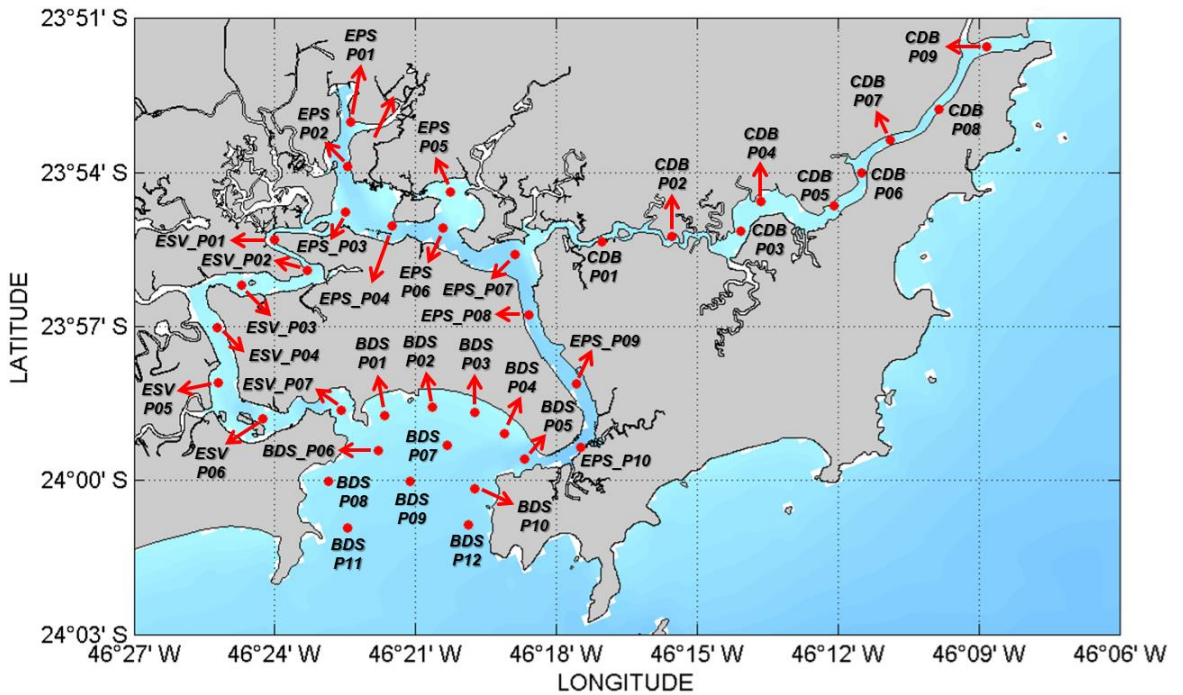 23°51' S
EPS
P01
CDB
P09
EPS
P02
EPS
P05
CDB
P07
CDB
P08
CDB
P04
23°54' S
CDB
P02
CDB
P05
CDB
P06
ESV_P01
EPS_P03
ESV_P02
CDB
P03
CDB
P01
EPS
P06
EPS_P07
EPS_P04
EPS_P08
23°57' S
ESV_P03
ESV_P04
BDS
P01
BDS
P02
BDS
P03
EPS_P09
BDS
P04
ESV
P05
ESV_P07
BDS
P05
ESV
P06
BDS_P06
BDS
P07
EPS_P10
24°00' S
BDS
P08
BDS
P09
BDS
P10
BDS
P11
BDS
P12
24°03' S
LATITUDE
46°27' W
46°24' W
46°21' W
46°18' W
46°15' W
46°12' W
46°09' W
46°06' W
LONGITUDE